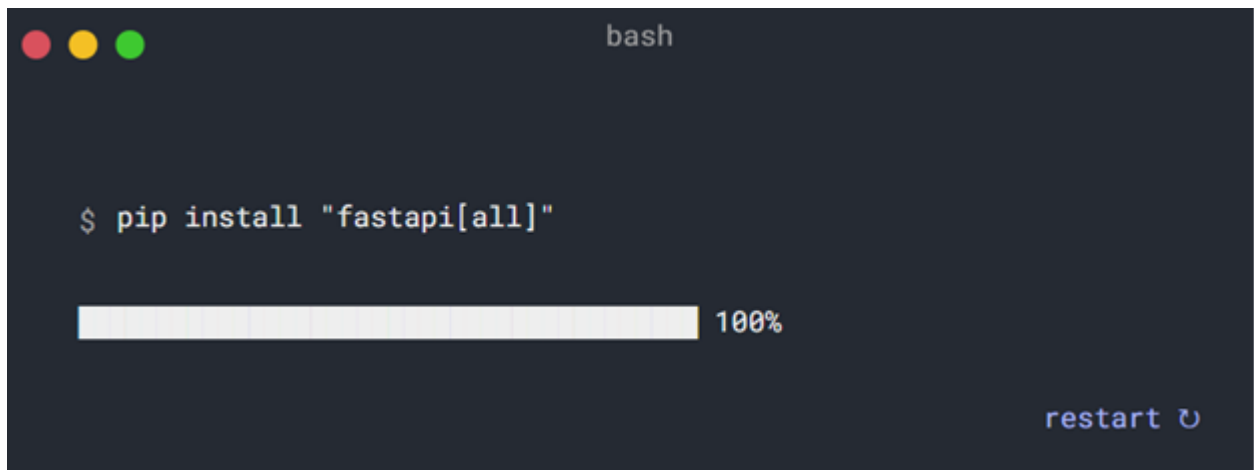 bash
$ pip install "fastapi[all]"
100%
restart ↻